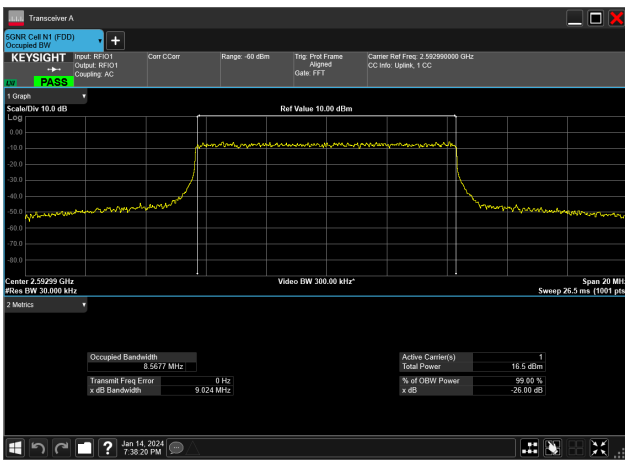 Transceiver A
5GNR Cell N1 (FDD)
Occupied BW
KEYSIGHT
Input: RFIO1
Output: RFIO1
Coupling: AC
Corr CCorr
Range: -60 dBm
Trig: Prot Frame
Aligned
Gate: FFT
Carrier Ref Freq: 2.592990000 GHz
CC Info: Uplink, 1 CC
PASS
1 Graph
Scale/Div 10.0 dB
Ref Value 10.00 dBm
Log
0.00
-10.0
-20.0
-30.0
-40.0
-50.0
-60.0
-70.0
-80.0
Center 2.59299 GHz
Video BW 300.00 kHz*
Span 20 MHz
#Res BW 30.000 kHz
Sweep 26.5 ms (1001 pts
2 Metrics
Occupied Bandwidth
8.5677 MHz
Active Carrier(s) 1
Total Power 16.5 dBm
Transmit Freq Error 0 Hz
x dB Bandwidth 9.024 MHz
% of OBW Power 99.00 %
x dB -26.00 dB
Jan 14, 2024
7:38:20 PM